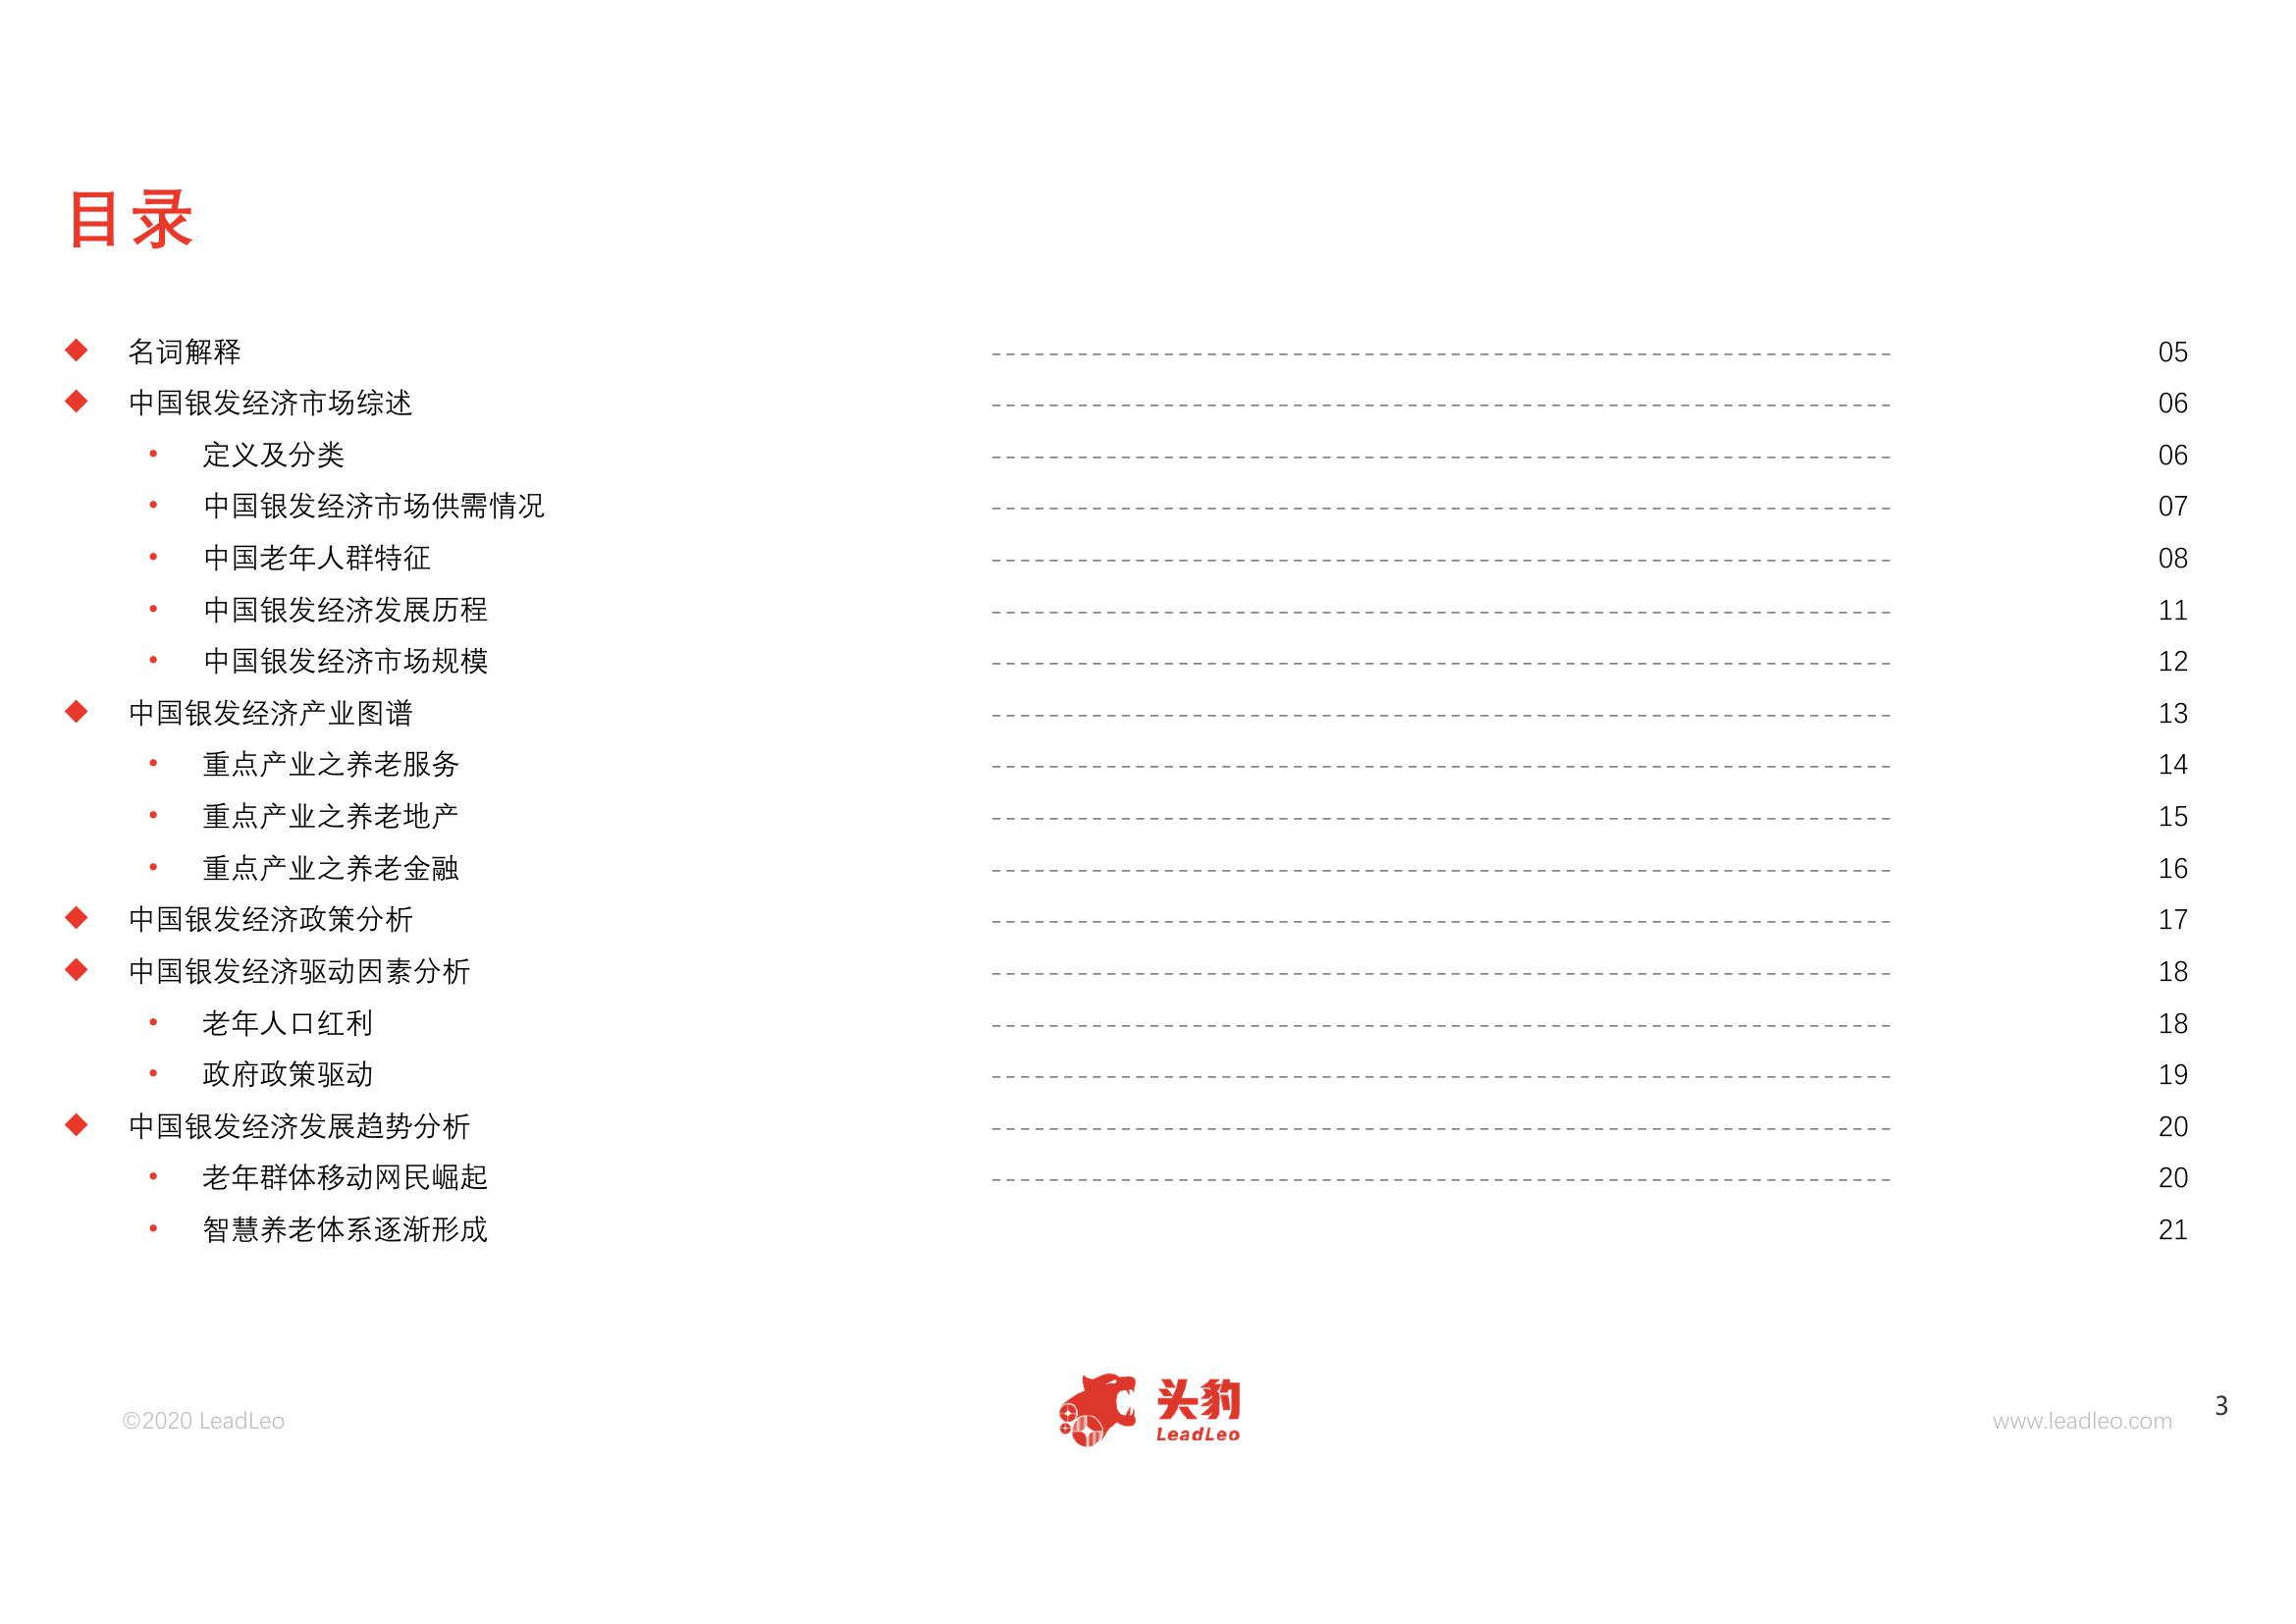 目录
◆ 名词解释 ---------------------------------------------------------------- 05
◆ 中国银发经济市场综述 ---------------------------------------------------------------- 06
• 定义及分类 ---------------------------------------------------------------- 06
• 中国银发经济市场供需情况 ---------------------------------------------------------------- 07
• 中国老年人群特征 ---------------------------------------------------------------- 08
• 中国银发经济发展历程 ---------------------------------------------------------------- 11
• 中国银发经济市场规模 ---------------------------------------------------------------- 12
◆ 中国银发经济产业图谱 ---------------------------------------------------------------- 13
• 重点产业之养老服务 ---------------------------------------------------------------- 14
• 重点产业之养老地产 ---------------------------------------------------------------- 15
• 重点产业之养老金融 ---------------------------------------------------------------- 16
◆ 中国银发经济政策分析 ---------------------------------------------------------------- 17
◆ 中国银发经济驱动因素分析 ---------------------------------------------------------------- 18
• 老年人口红利 ---------------------------------------------------------------- 18
• 政府政策驱动 ---------------------------------------------------------------- 19
◆ 中国银发经济发展趋势分析 ---------------------------------------------------------------- 20
• 老年群体移动网民崛起 ---------------------------------------------------------------- 20
• 智慧养老体系逐渐形成 21
©2020 LeadLeo
头豹
LeadLeo
www.leadleo.com
3